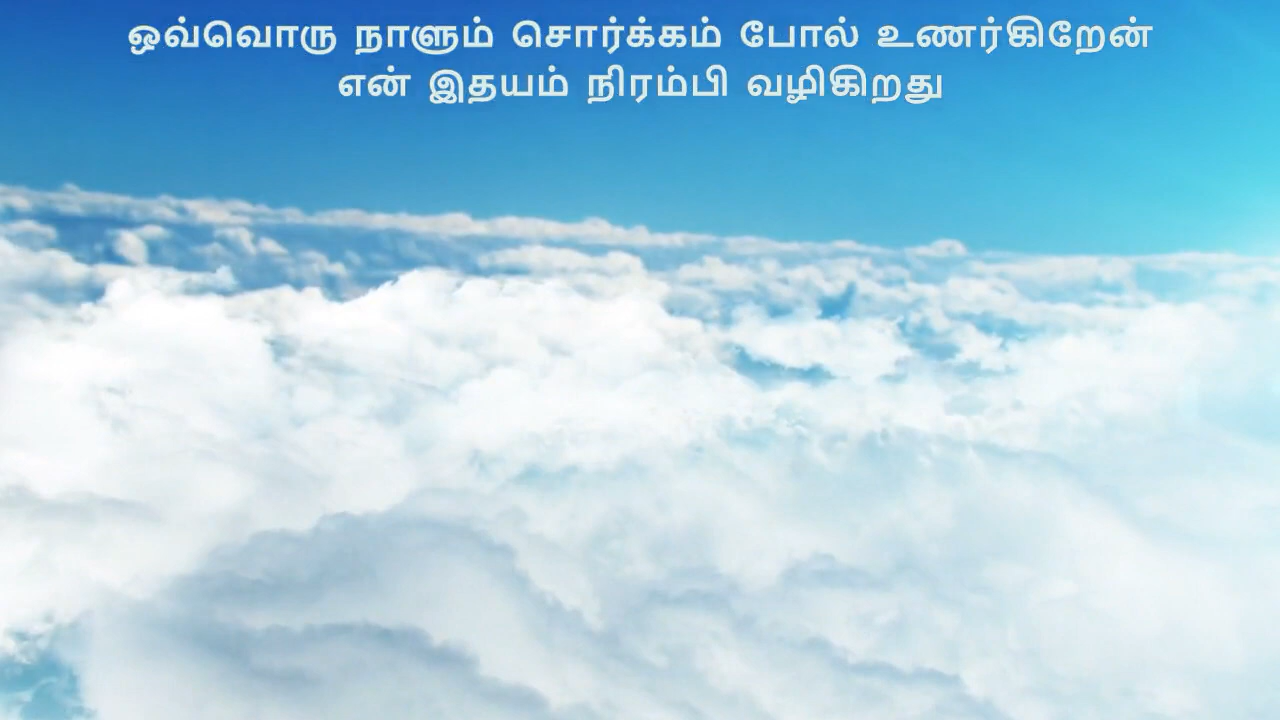 ஒவ்வொரு நாளும் சொர்க்கம் போல் உணர்கிறேன்
என் இதயம் நிரம்பி வழிகிறது